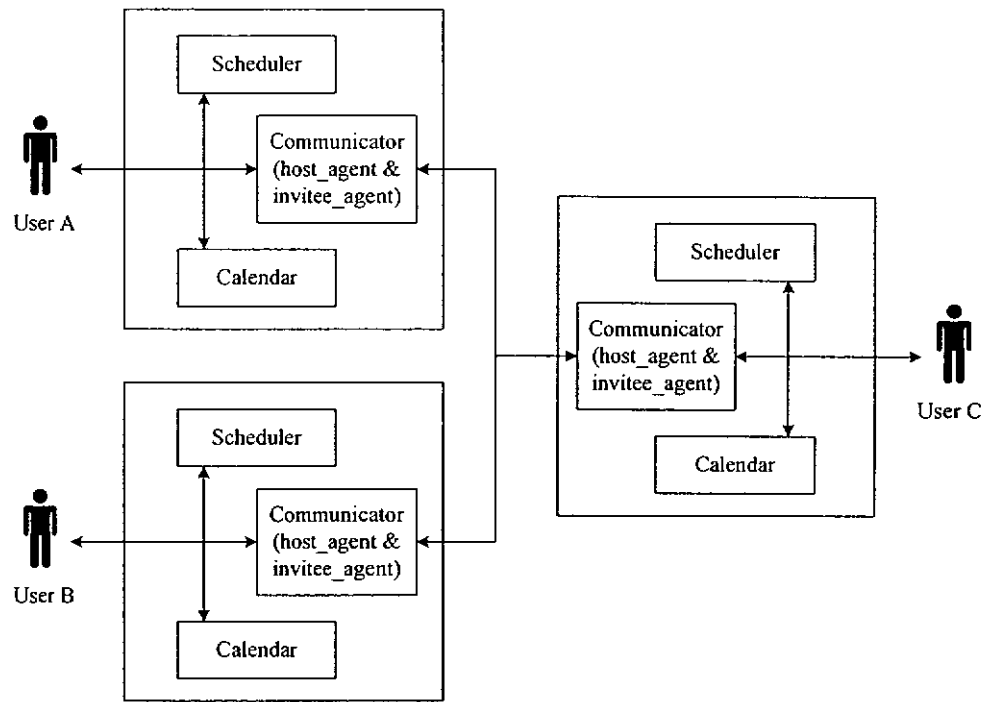 Scheduler
Communicator
(host_agent &
invitee_agent)
User A
Calendar
Scheduler
Communicator
(host_agent &
invitee_agent)
User C
Calendar
Scheduler
Communicator
(host_agent &
invitee_agent)
User B
Calendar